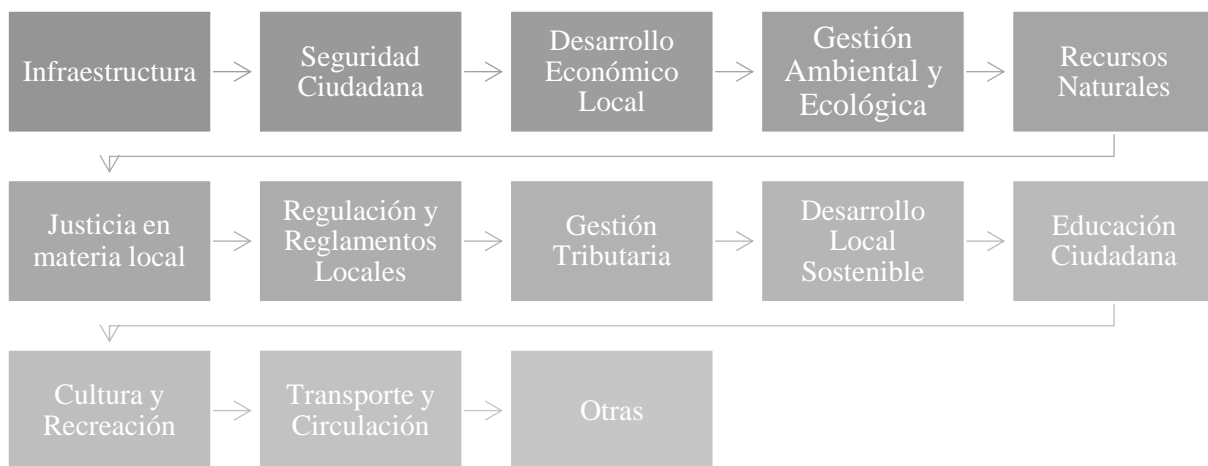 Infraestructura
Seguridad
Ciudadana
Desarrollo
Económico
Local
Gestión
Ambiental y
Ecológica
Recursos
Naturales
Justicia en
materia local
Regulación y
Reglamentos
Locales
Gestión
Tributaria
Desarrollo
Local
Sostenible
Educación
Ciudadana
Cultura y
Recreación
Transporte y
Circulación
Otras